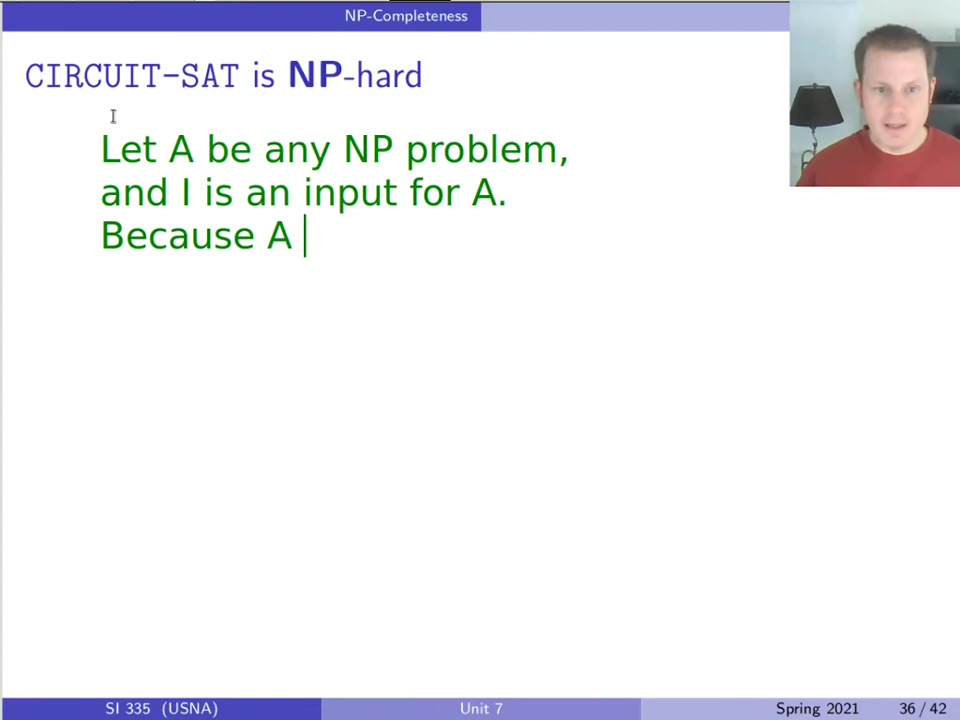 NP-Completeness
CIRCUIT-SAT is NP-hard
Let A be any NP problem,
and I is an input for A.
Because A
SI 335 (USNA)
Unit 7
Spring 2021
36 / 42